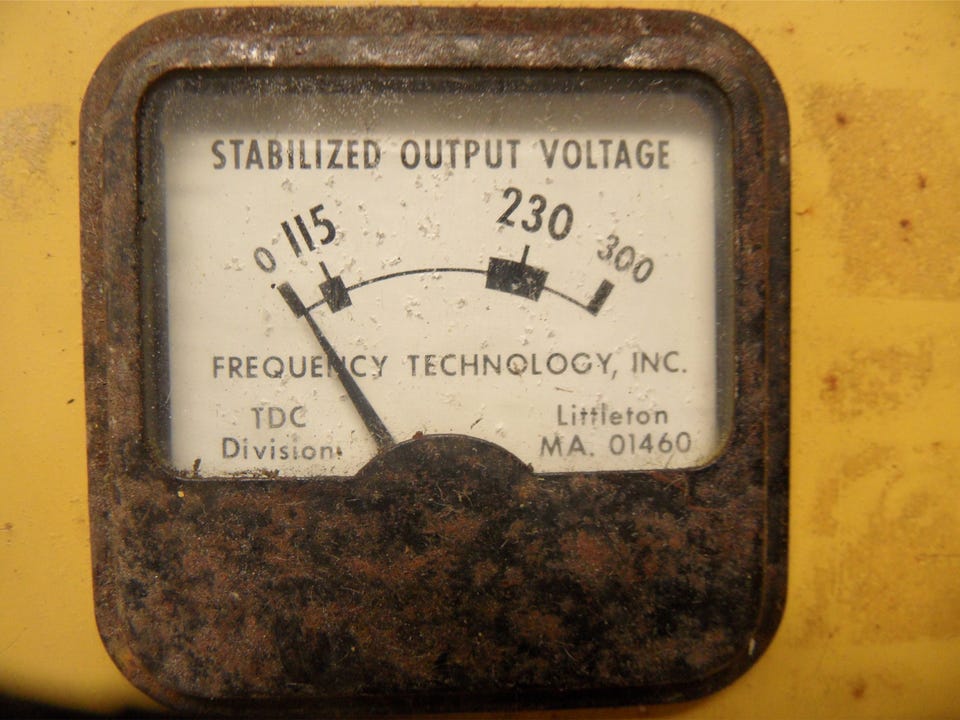 STABILIZED OUTPUT VOLTAGE
0 115 230 300
FREQUENCY TECHNOLOGY, INC.
TDC Littleton
Division MA. 01460